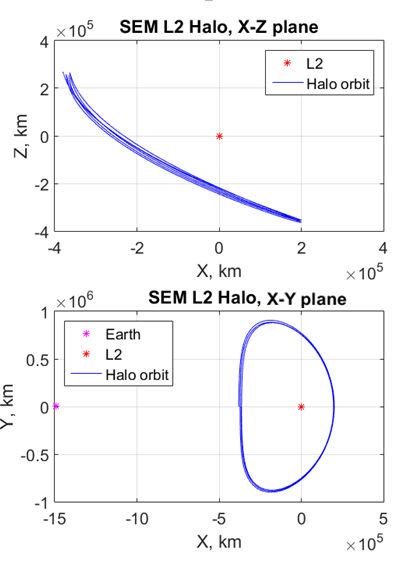 SEM L2 Halo, X-Z plane
×10^5
4
2
0
-2
-4
Z, km
L2
Halo orbit
-4 -2 0 2 4
X, km
×10^5
SEM L2 Halo, X-Y plane
×10^6
1
0.5
0
-0.5
-1
Y, km
Earth
L2
Halo orbit
-15 -10 -5 0 5
X, km
×10^5